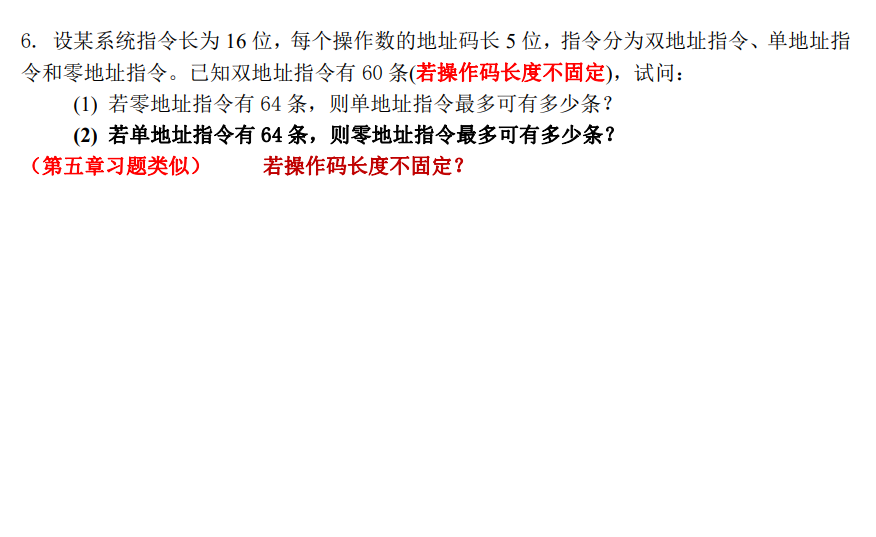 6. 设某系统指令长为 16 位，每个操作数的地址码长 5 位，指令分为双地址指令、单地址指
令和零地址指令。已知双地址指令有 60 条(若操作码长度不固定)，试问：
(1) 若零地址指令有 64 条，则单地址指令最多可有多少条？
(2) 若单地址指令有 64 条，则零地址指令最多可有多少条？
（第五章习题类似） 若操作码长度不固定？